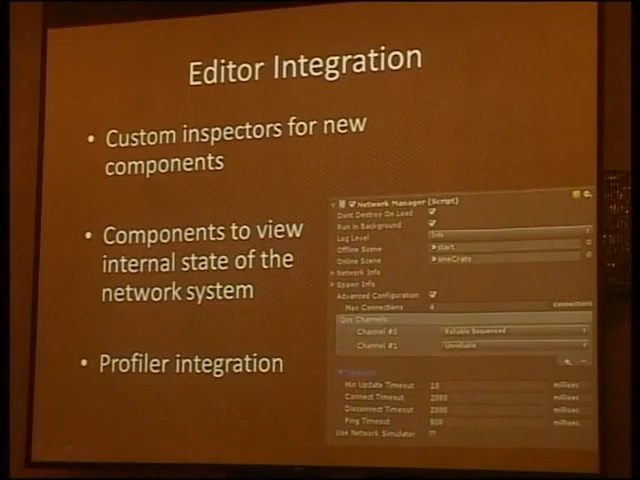 Editor Integration
• Custom inspectors for new
components
• Components to view
internal state of the
network system
• Profiler integration
Network Manager (Script)
Dont Destroy On Load
Run in Background
Log Level Info
Offline Scene start
Online Scene oneCrate
Network Info
Spawn Info
Advanced Configuration
Max Connections 4 connections
Qos Channels:
Channel #0 Reliable Sequenced
Channel #1 Unreliable
Timeouts
Min Update Timeout 10 millisec
Connect Timeout 2000 millisec
Disconnect Timeout 2000 millisec
Ping Timeout 500 millisec
Use Network Simulator